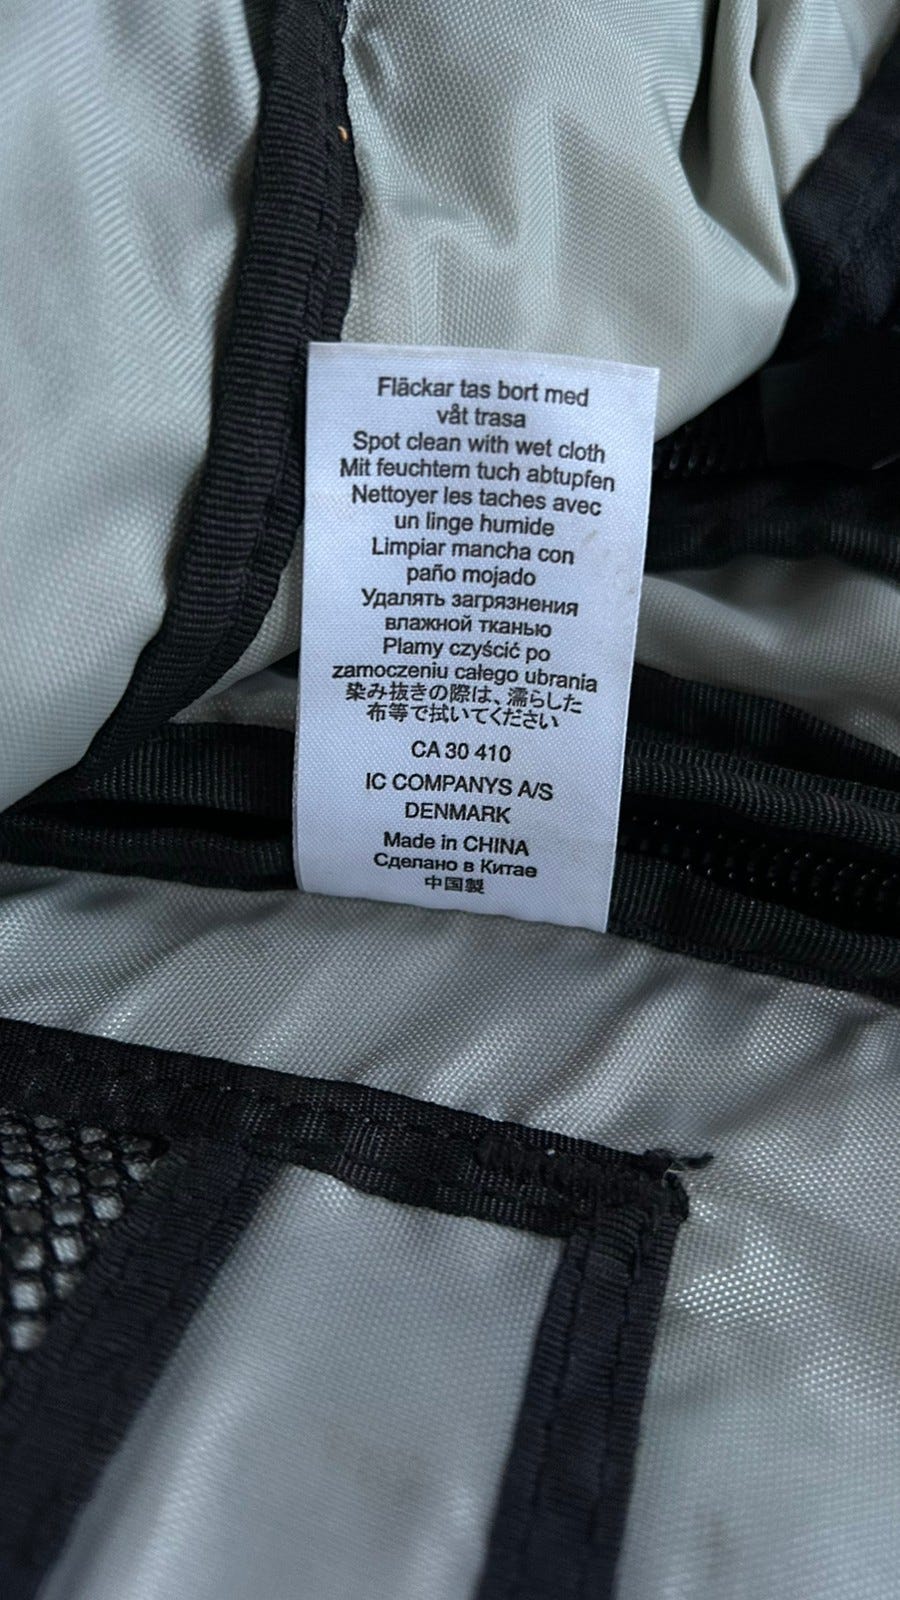 Fläckar tas bort med
våt trasa
Spot clean with wet cloth
Mit feuchtem tuch abtupfen
Nettoyer les taches avec
un linge humide
Limpiar mancha con
paño mojado
Удалять загрязнения
влажной тканью
Plamy czyścić po
zamoczeniu całego ubrania
染み抜きの際は、濡らした
布等で拭いてください
CA 30 410
IC COMPANYS A/S
DENMARK
Made in CHINA
Сделано в Китае
中国製